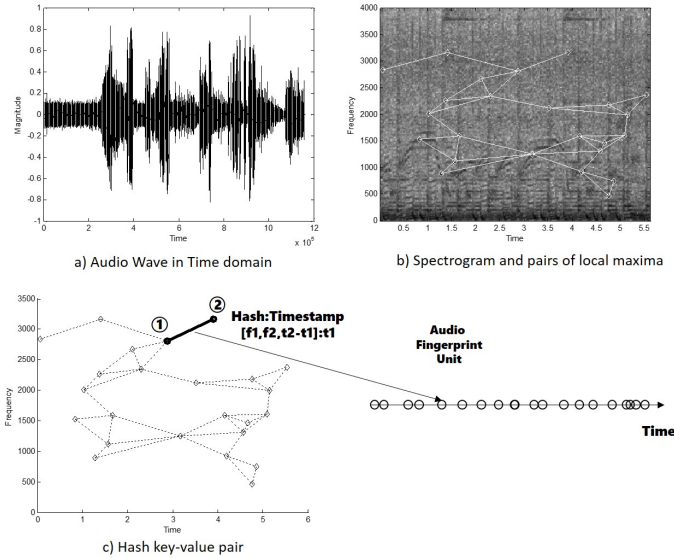 1
0.8
0.6
0.4
0.2
0
-0.2
-0.4
-0.6
-0.8
-1
Magnitude
0 2 4 6 8 10 12
Time
x 10^5
a) Audio Wave in Time domain
4000
3500
3000
2500
2000
1500
1000
500
0
Frequency
0.5 1 1.5 2 2.5 3 3.5 4 4.5 5 5.5
Time
b) Spectrogram and pairs of local maxima
3500
3000
2500
2000
1500
1000
500
0
Frequency
0 1 2 3 4 5 6
Time
1
2
Hash:Timestamp
[f1,f2,t2-t1]:t1
c) Hash key-value pair
Audio
Fingerprint
Unit
Time